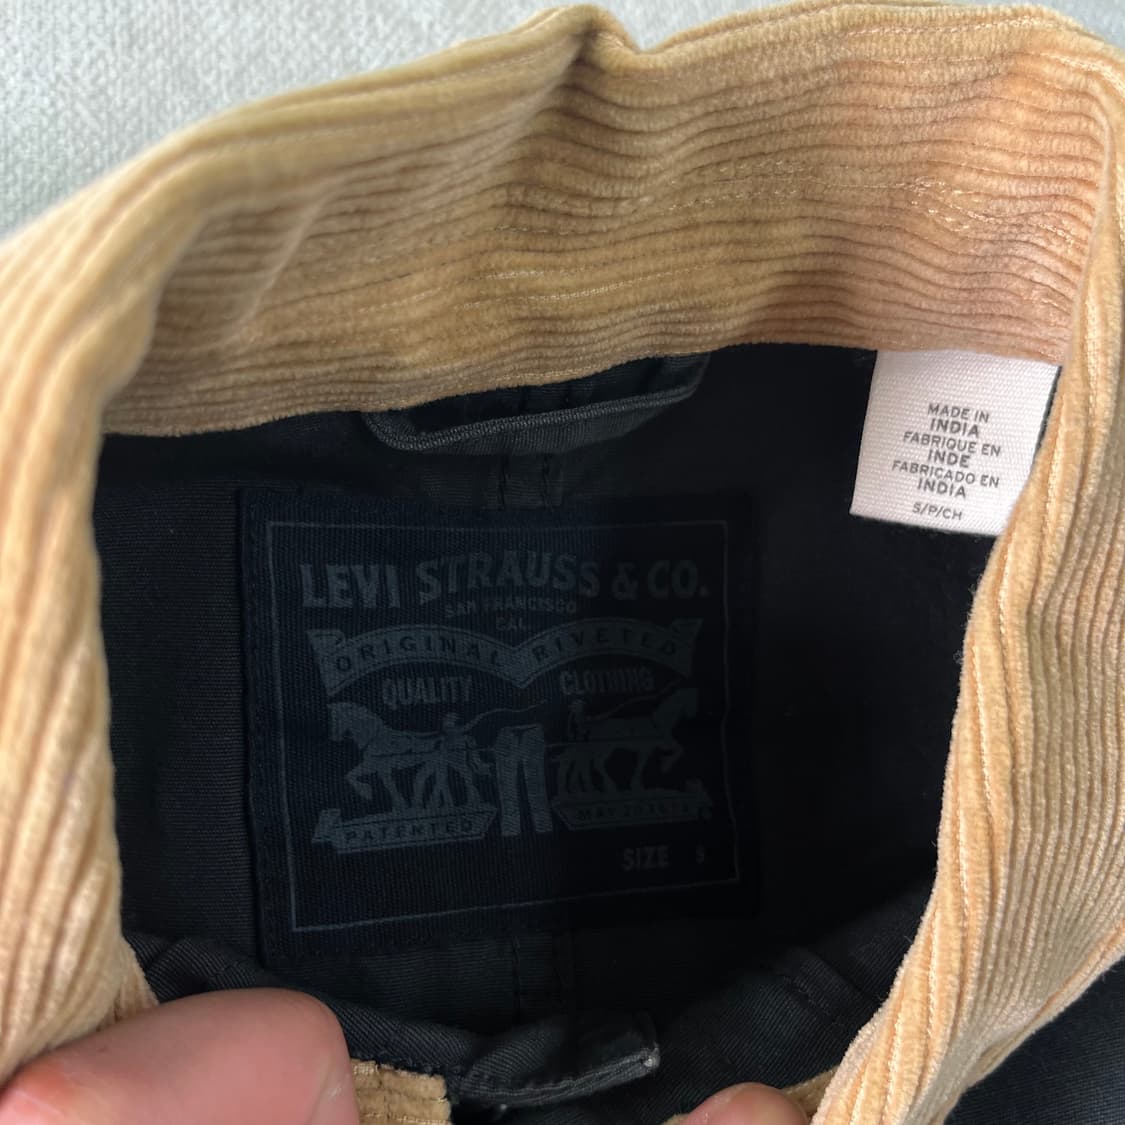 LEVI STRAUSS & CO.
SAN FRANCISCO
CAL
ORIGINAL RIVETED
QUALITY CLOTHING
PATENTED
MAY
SIZE S
MADE IN
INDIA
FABRIQUE EN
INDE
FABRICADO EN
INDIA
S/P/CH